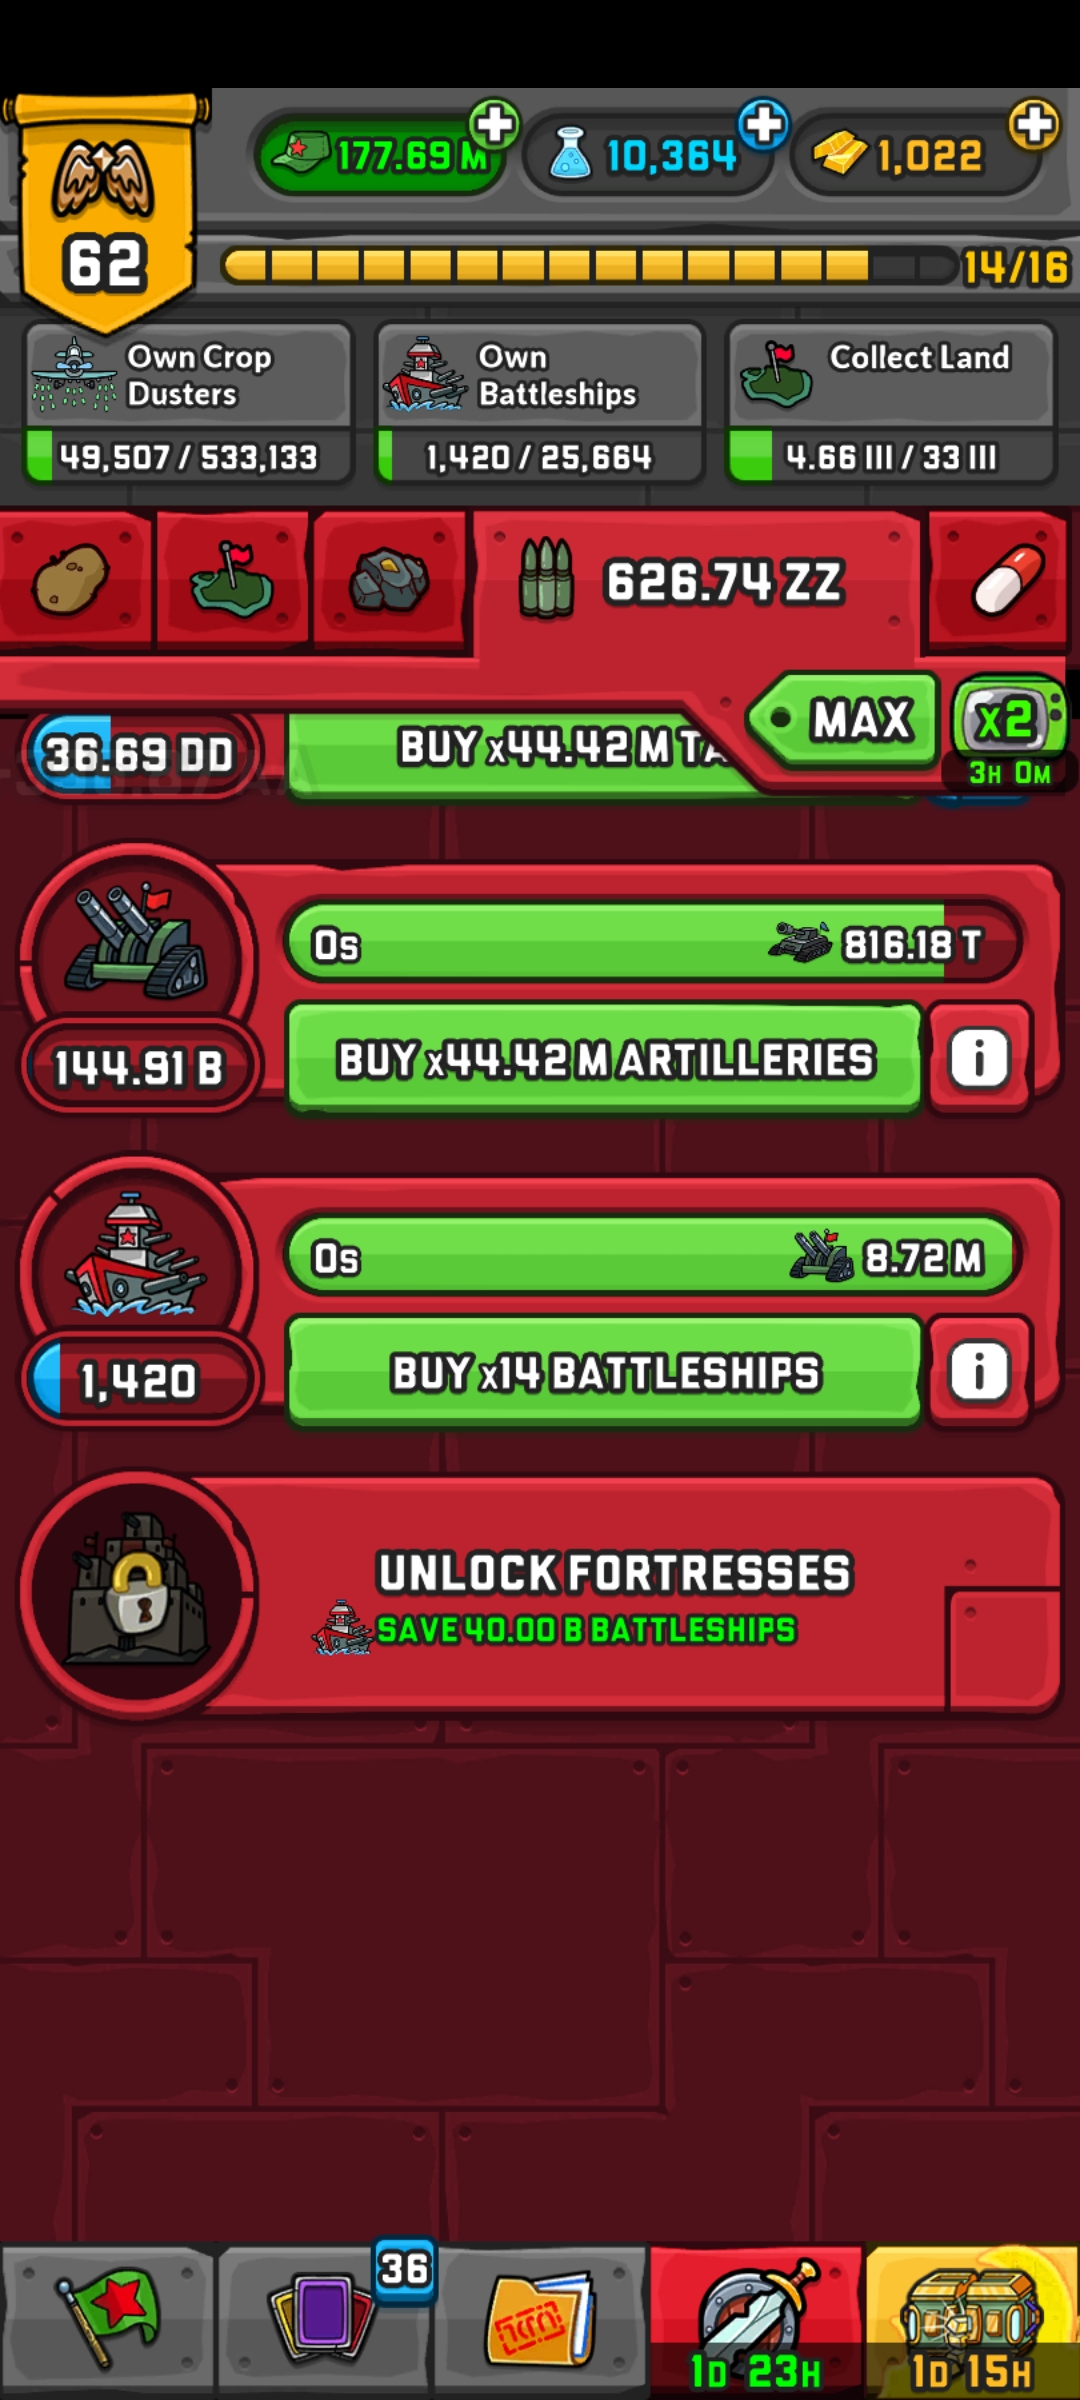 177.69 M
10,364
1,022
62
14/16
Own Crop
Dusters
49,507 / 533,133
Own
Battleships
1,420 / 25,664
Collect Land
4.66 III / 33 III
626.74 ZZ
MAX
x2
3H 0M
36.69 DD
BUY x44.42 M
0s
816.18 T
144.91 B
BUY x44.42 M ARTILLERIES
i
0s
8.72 M
1,420
BUY x14 BATTLESHIPS
i
UNLOCK FORTRESSES
SAVE 40.00 B BATTLESHIPS
36
1D 23H
1D 15H